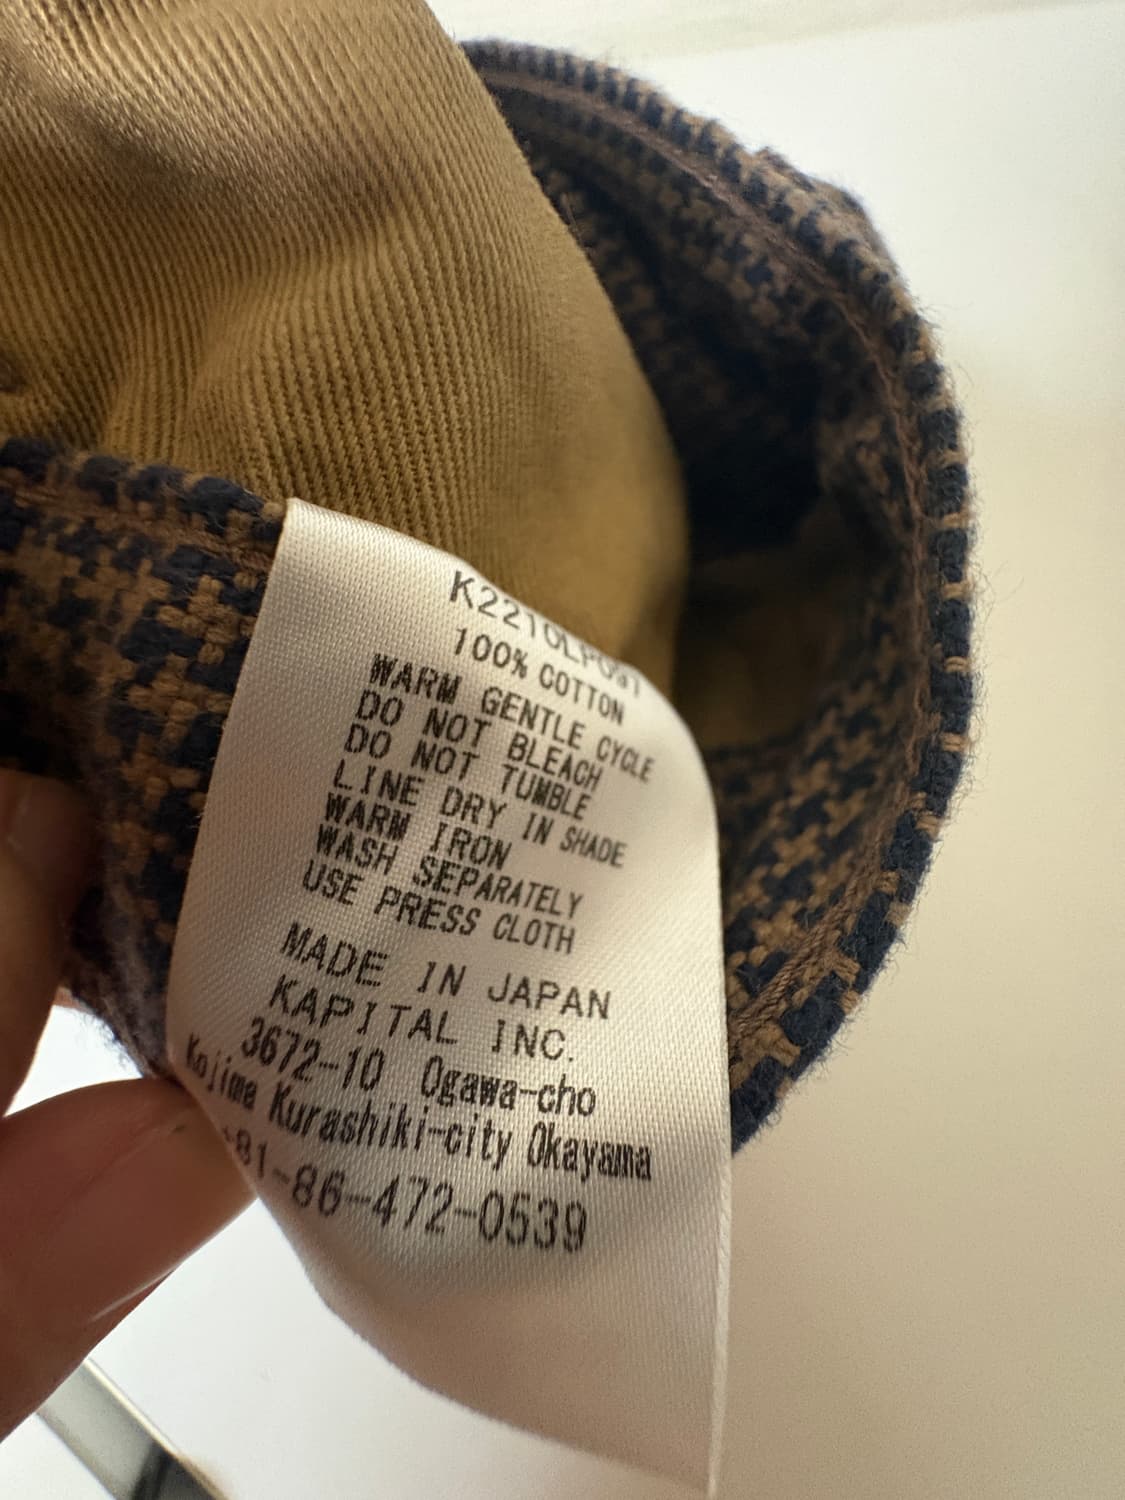 K2210LP091
100% COTTON
WARM GENTLE CYCLE
DO NOT BLEACH
DO NOT TUMBLE
LINE DRY IN SHADE
WARM IRON
WASH SEPARATELY
USE PRESS CLOTH
MADE IN JAPAN
KAPITAL INC.
3672-10 Ogawa-cho
Kojima Kurashiki-city Okayama
+81-86-472-0539